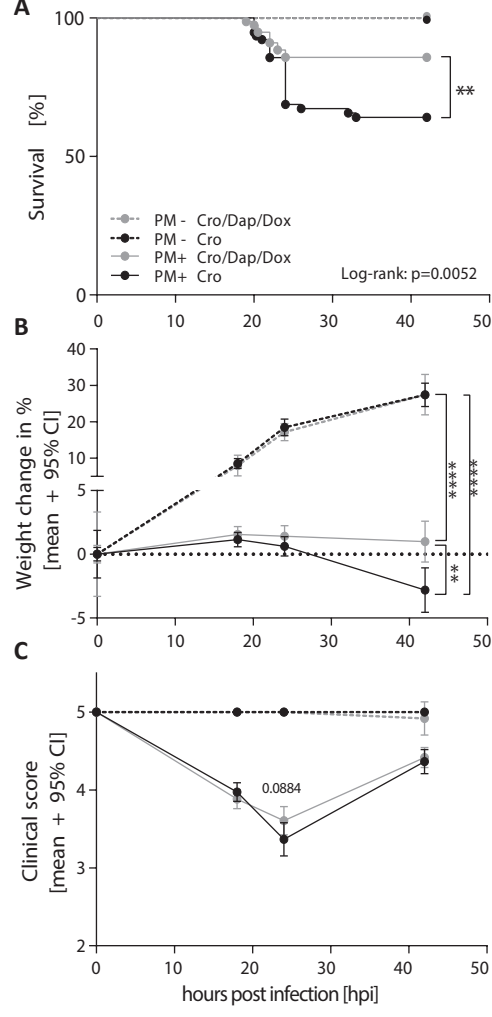 A
100
50
0
Survival [%]
PM - Cro/Dap/Dox
PM - Cro
PM+ Cro/Dap/Dox
PM+ Cro
**
Log-rank: p=0.0052
0 10 20 30 40 50
B
40
30
20
10
5
0
-5
Weight change in %
[mean + 95% CI]
****
****
**
0 10 20 30 40 50
C
5
4
3
2
Clinical score
[mean + 95% CI]
0.0884
0 10 20 30 40 50
hours post infection [hpi]